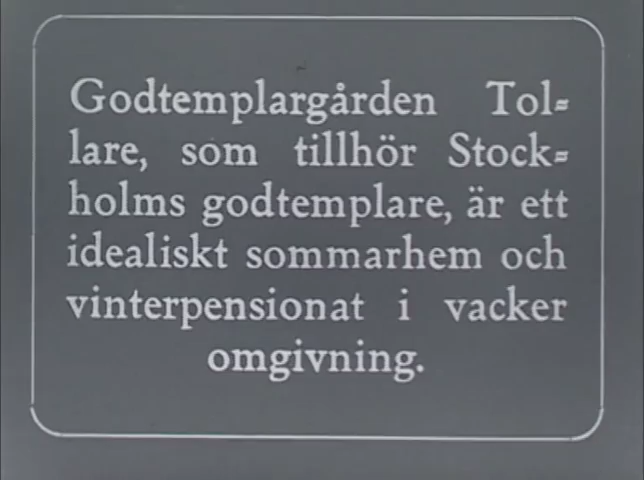 Godtemplargården Tol=
lare, som tillhör Stock=
holms godtemplare, är ett
idealiskt sommarhem och
vinterpensionat i vacker
omgivning.